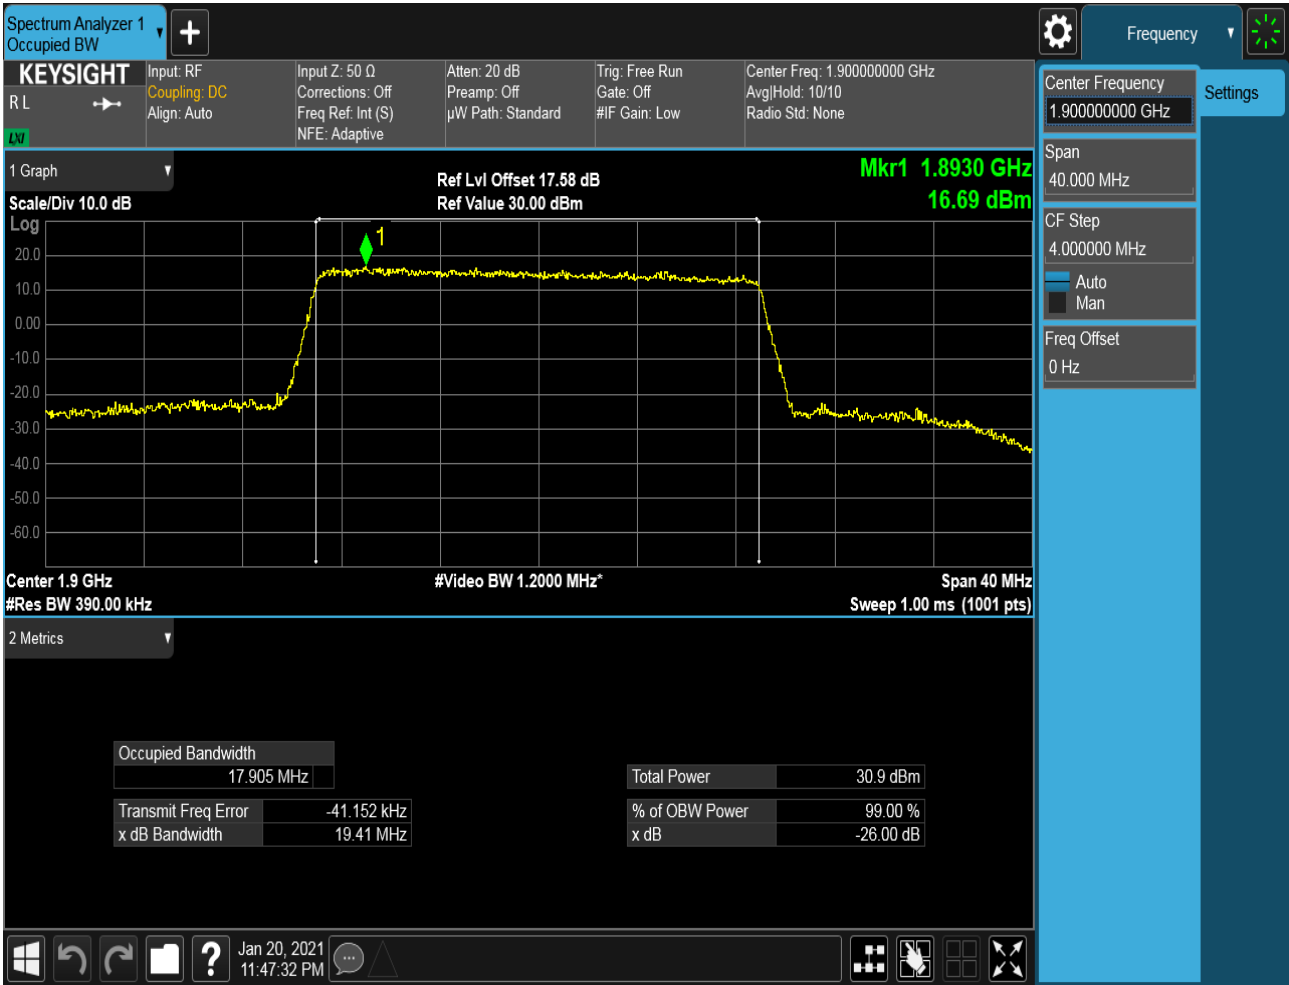 Spectrum Analyzer 1
Occupied BW
Frequency
KEYSIGHT
R L
LXI
Input: RF
Coupling: DC
Align: Auto
Input Z: 50 Ω
Corrections: Off
Freq Ref: Int (S)
NFE: Adaptive
Atten: 20 dB
Preamp: Off
µW Path: Standard
Trig: Free Run
Gate: Off
#IF Gain: Low
Center Freq: 1.900000000 GHz
Avg|Hold: 10/10
Radio Std: None
Center Frequency
1.900000000 GHz
Settings
Span
40.000 MHz
CF Step
4.000000 MHz
Auto
Man
Freq Offset
0 Hz
1 Graph
Scale/Div 10.0 dB
Ref Lvl Offset 17.58 dB
Ref Value 30.00 dBm
Mkr1 1.8930 GHz
16.69 dBm
Log
1
20.0
10.0
0.00
-10.0
-20.0
-30.0
-40.0
-50.0
-60.0
Center 1.9 GHz
#Video BW 1.2000 MHz*
Span 40 MHz
#Res BW 390.00 kHz
Sweep 1.00 ms (1001 pts)
2 Metrics
Occupied Bandwidth
17.905 MHz
Total Power 30.9 dBm
Transmit Freq Error -41.152 kHz
% of OBW Power 99.00 %
x dB Bandwidth 19.41 MHz
x dB -26.00 dB
?
Jan 20, 2021
11:47:32 PM